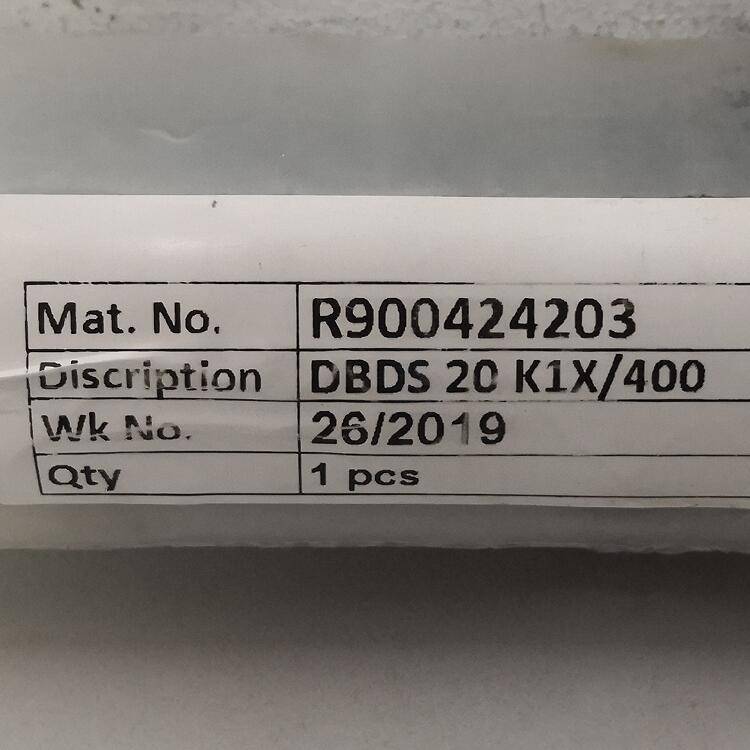 Mat. No. R900424203
Discription DBDS 20 K1X/400
Wk No. 26/2019
Qty 1 pcs